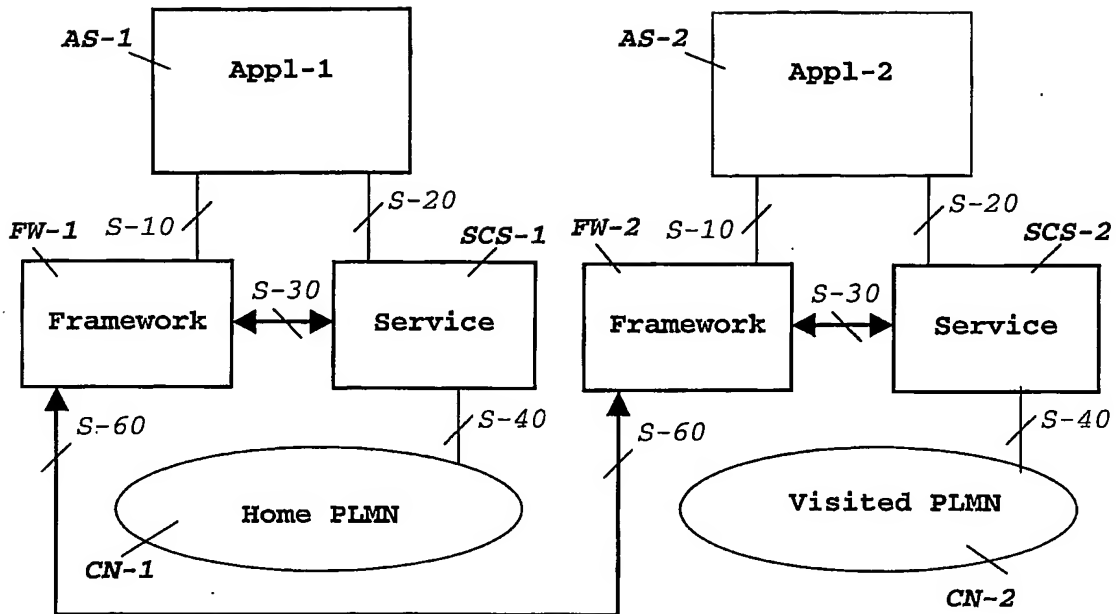 AS-1
Appl-1
AS-2
Appl-2
S-10
S-20
S-10
S-20
FW-1
SCS-1
FW-2
SCS-2
Framework
S-30
Service
Framework
S-30
Service
S-60
S-40
S-60
S-40
Home PLMN
Visited PLMN
CN-1
CN-2